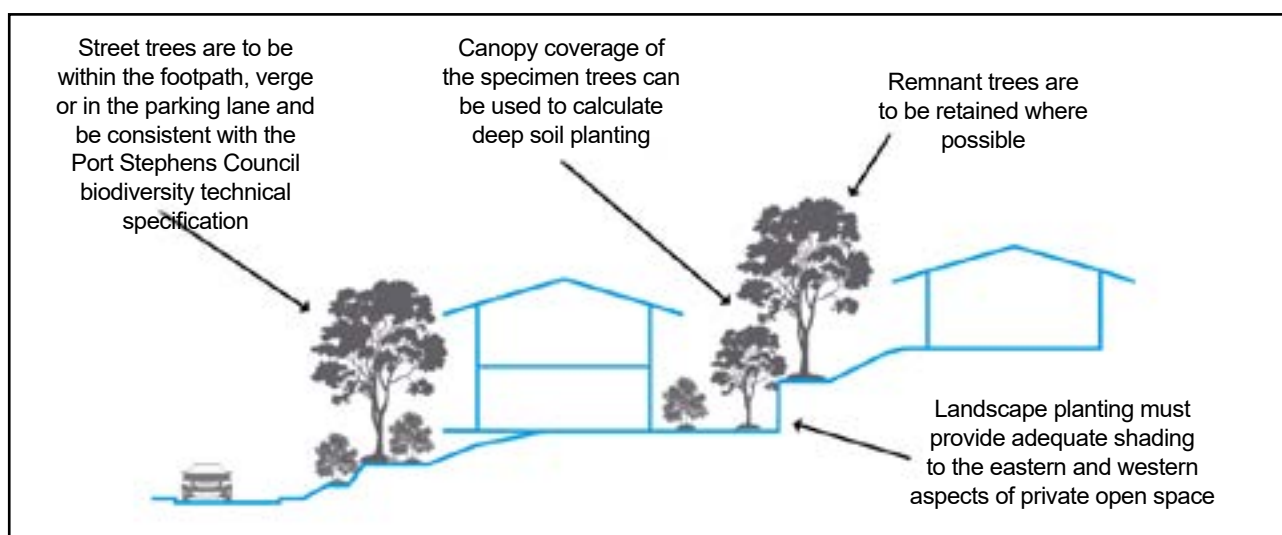 Street trees are to be
within the footpath, verge
or in the parking lane and
be consistent with the
Port Stephens Council
biodiversity technical
specification
Canopy coverage of
the specimen trees can
be used to calculate
deep soil planting
Remnant trees are
to be retained where
possible
Landscape planting must
provide adequate shading
to the eastern and western
aspects of private open space